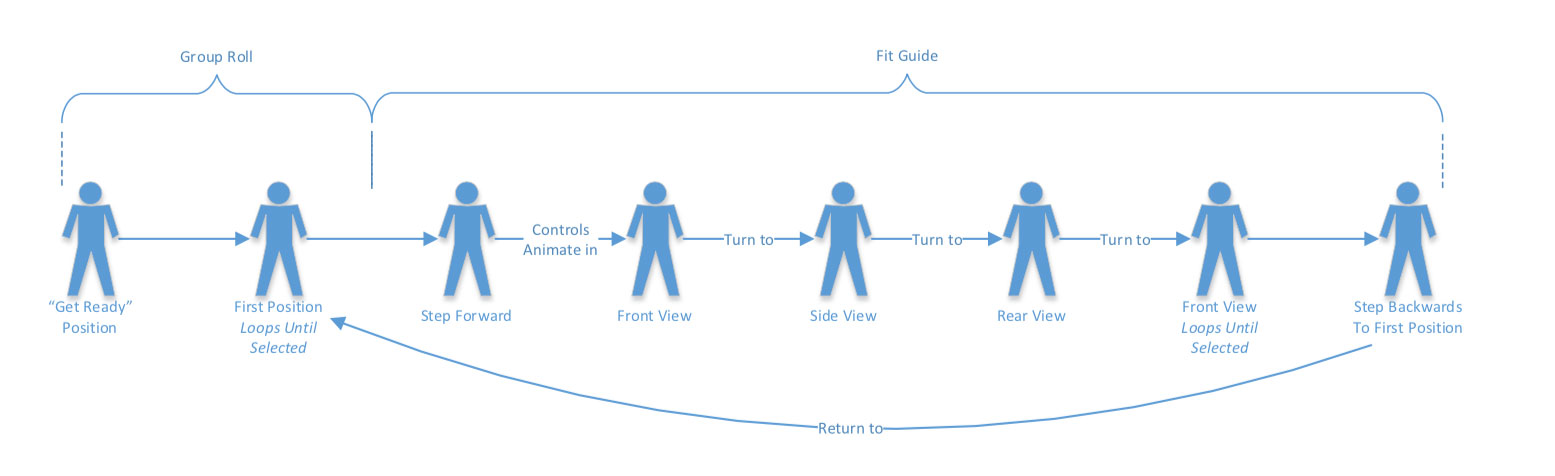 Group Roll
Fit Guide
Controls
Animate in
Turn to
Turn to
Turn to
“Get Ready”
Position
First Position
Loops Until
Selected
Step Forward
Front View
Side View
Rear View
Front View
Loops Until
Selected
Step Backwards
To First Position
Return to